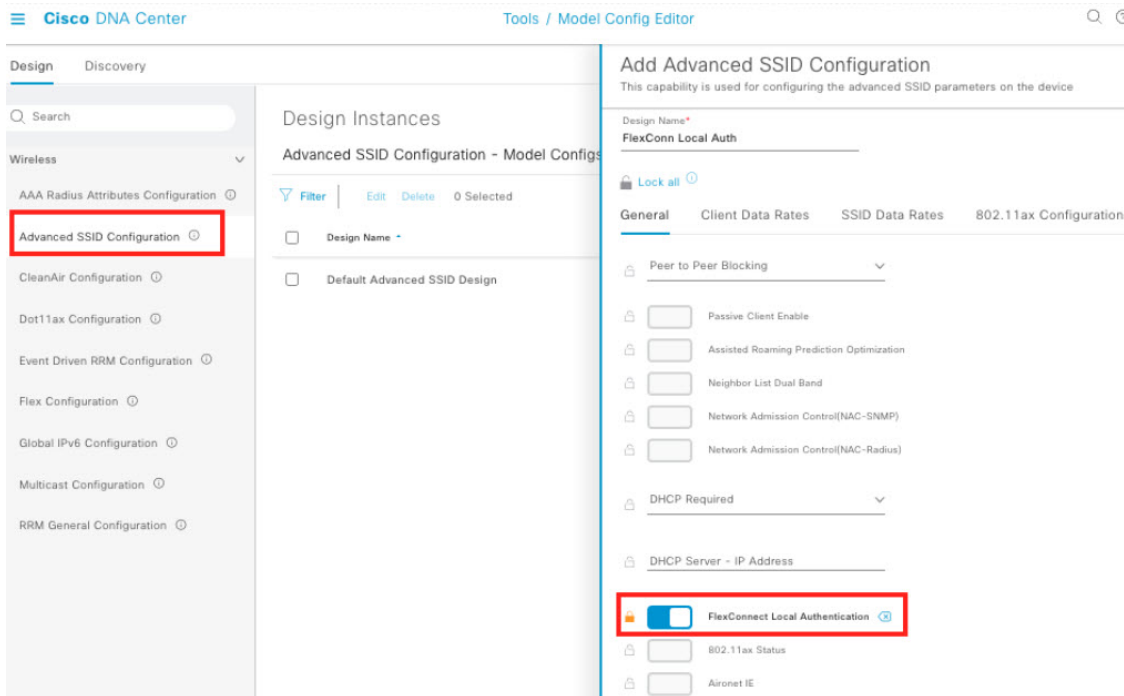 Cisco DNA Center
Tools / Model Config Editor
Design Discovery
Search
Wireless
AAA Radius Attributes Configuration
Advanced SSID Configuration
CleanAir Configuration
Dot11ax Configuration
Event Driven RRM Configuration
Flex Configuration
Global IPv6 Configuration
Multicast Configuration
RRM General Configuration
Design Instances
Advanced SSID Configuration - Model Configs
Filter Edit Delete 0 Selected
Design Name
Default Advanced SSID Design
Add Advanced SSID Configuration
This capability is used for configuring the advanced SSID parameters on the device
Design Name*
FlexConn Local Auth
Lock all
General Client Data Rates SSID Data Rates 802.11ax Configuration
Peer to Peer Blocking
Passive Client Enable
Assisted Roaming Prediction Optimization
Neighbor List Dual Band
Network Admission Control(NAC-SNMP)
Network Admission Control(NAC-Radius)
DHCP Required
DHCP Server - IP Address
FlexConnect Local Authentication
802.11ax Status
Aironet IE